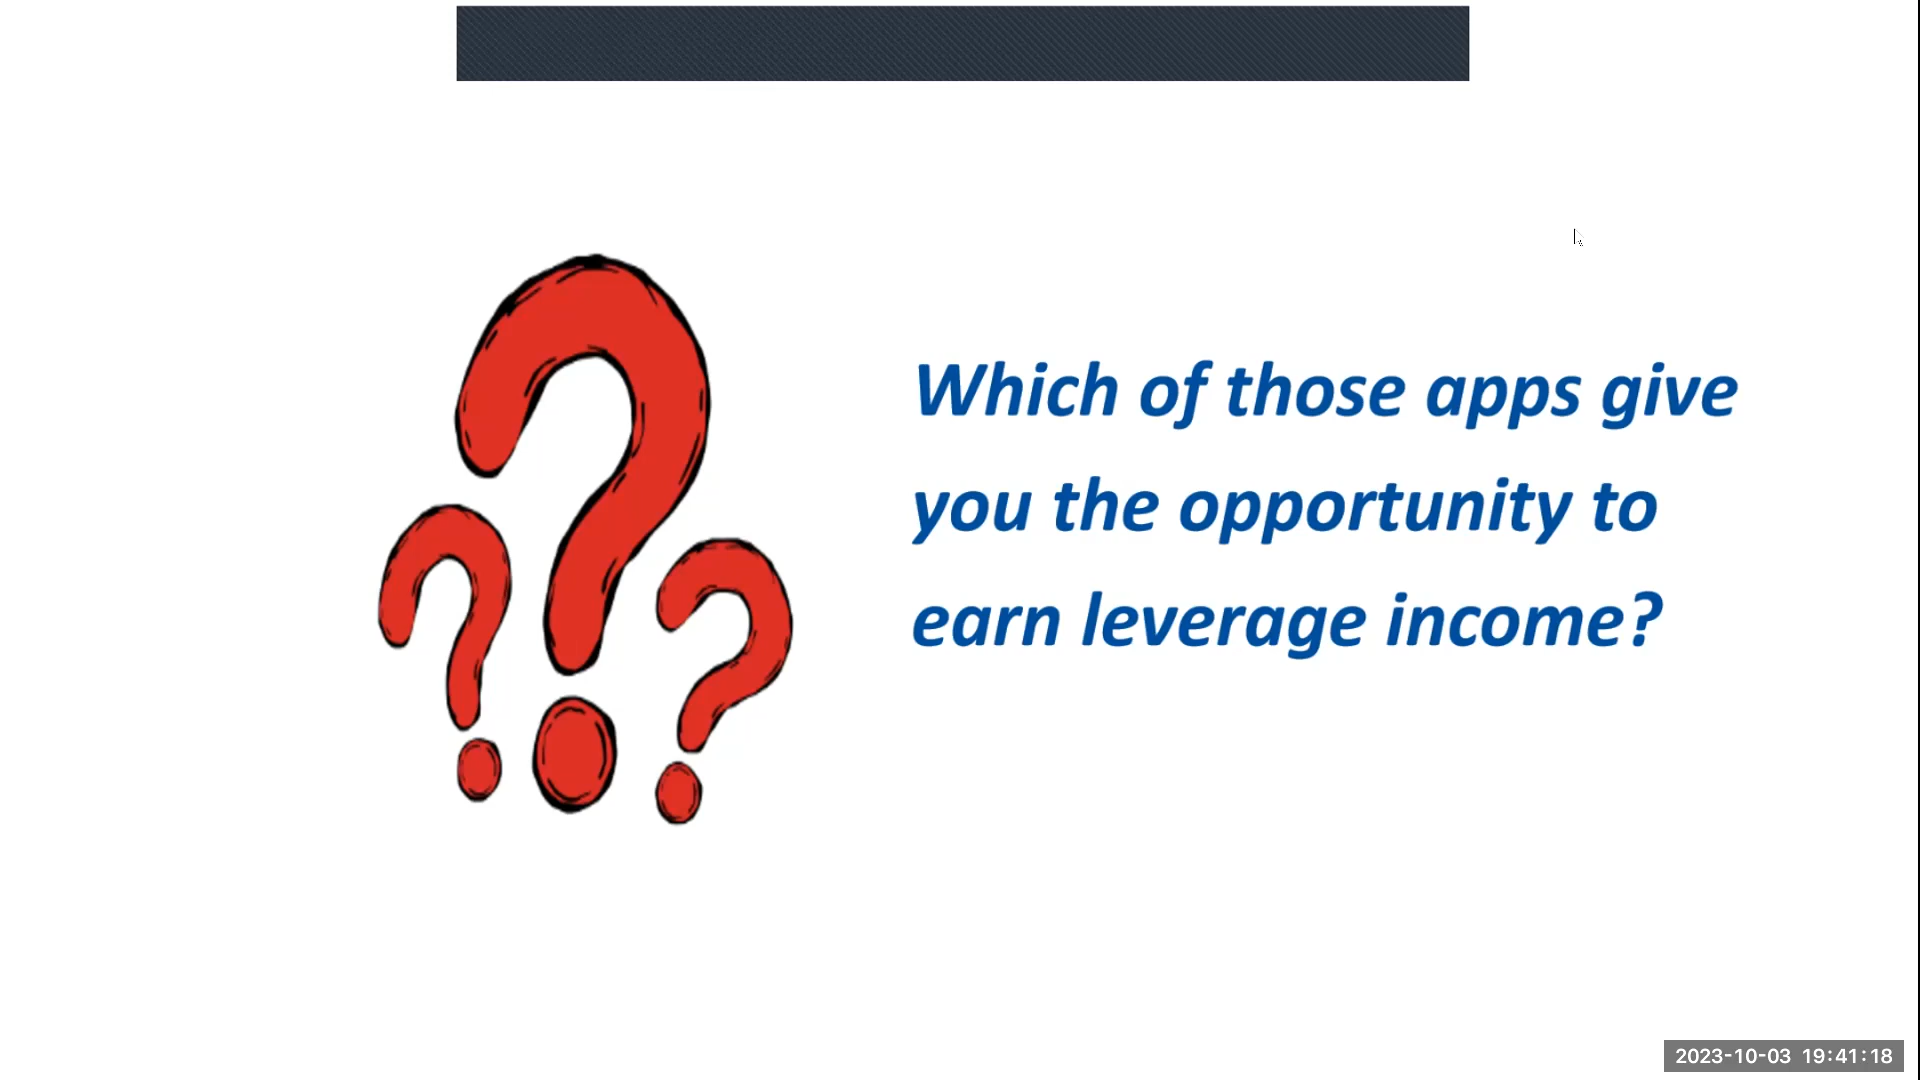 Which of those apps give
you the opportunity to
earn leverage income?
2023-10-03 19:41:18